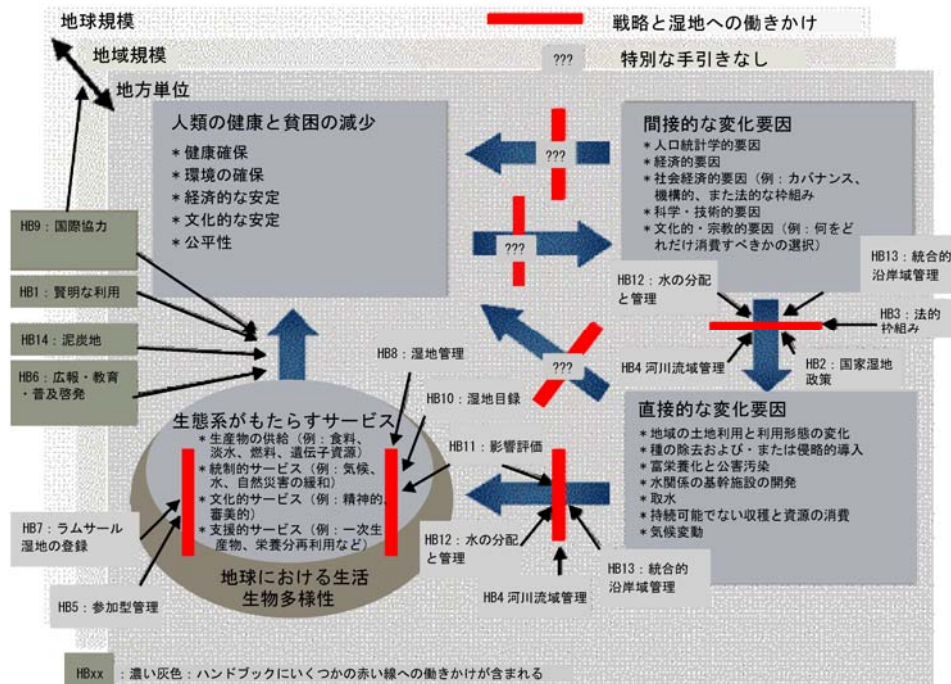 地球規模
戦略と湿地への働きかけ
地域規模
???
特別な手引きなし
地方単位
人類の健康と貧困の減少
* 健康確保
* 環境の確保
* 経済的な安定
* 文化的な安定
* 公平性
???
???
間接的な変化要因
* 人口統計学的要因
* 経済的要因
* 社会経済的要因（例：カバナンス、
機構的、また法的な枠組み
* 科学・技術的要因
* 文化的・宗教的要因（例：何をど
れだけ消費すべきかの選択）
HB9：国際協力
HB1：賢明な利用
HB14：泥炭地
HB6：広報・教育
・普及啓発
HB12：水の分配
と管理
HB13：統合的
沿岸域管理
HB3：法的
枠組み
HB4 河川流域管理
HB2：国家湿地
政策
???
HB8：湿地管理
HB10：湿地目録
HB11：影響評価
生態系がもたらすサービス
* 生産物の供給（例：食料、
淡水、燃料、遺伝子資源）
* 統制的サービス（例：気候、
水、自然災害の緩和）
* 文化的サービス（例：精神的、
審美的）
* 支援的サービス（例：一次生
産物、栄養分再利用など）
地球における生活
生物多様性
直接的な変化要因
* 地域の土地利用と利用形態の変化
* 種の除去および・または侵略的導入
* 富栄養化と公害汚染
* 水関係の基幹施設の開発
* 取水
* 持続可能でない収穫と資源の消費
* 気候変動
HB7：ラムサール
湿地の登録
HB5：参加型管理
HB12：水の分配
と管理
HB4 河川流域管理
HB13：統合的
沿岸域管理
HBxx：濃い灰色：ハンドブックにいくつかの赤い線への働きかけが含まれる